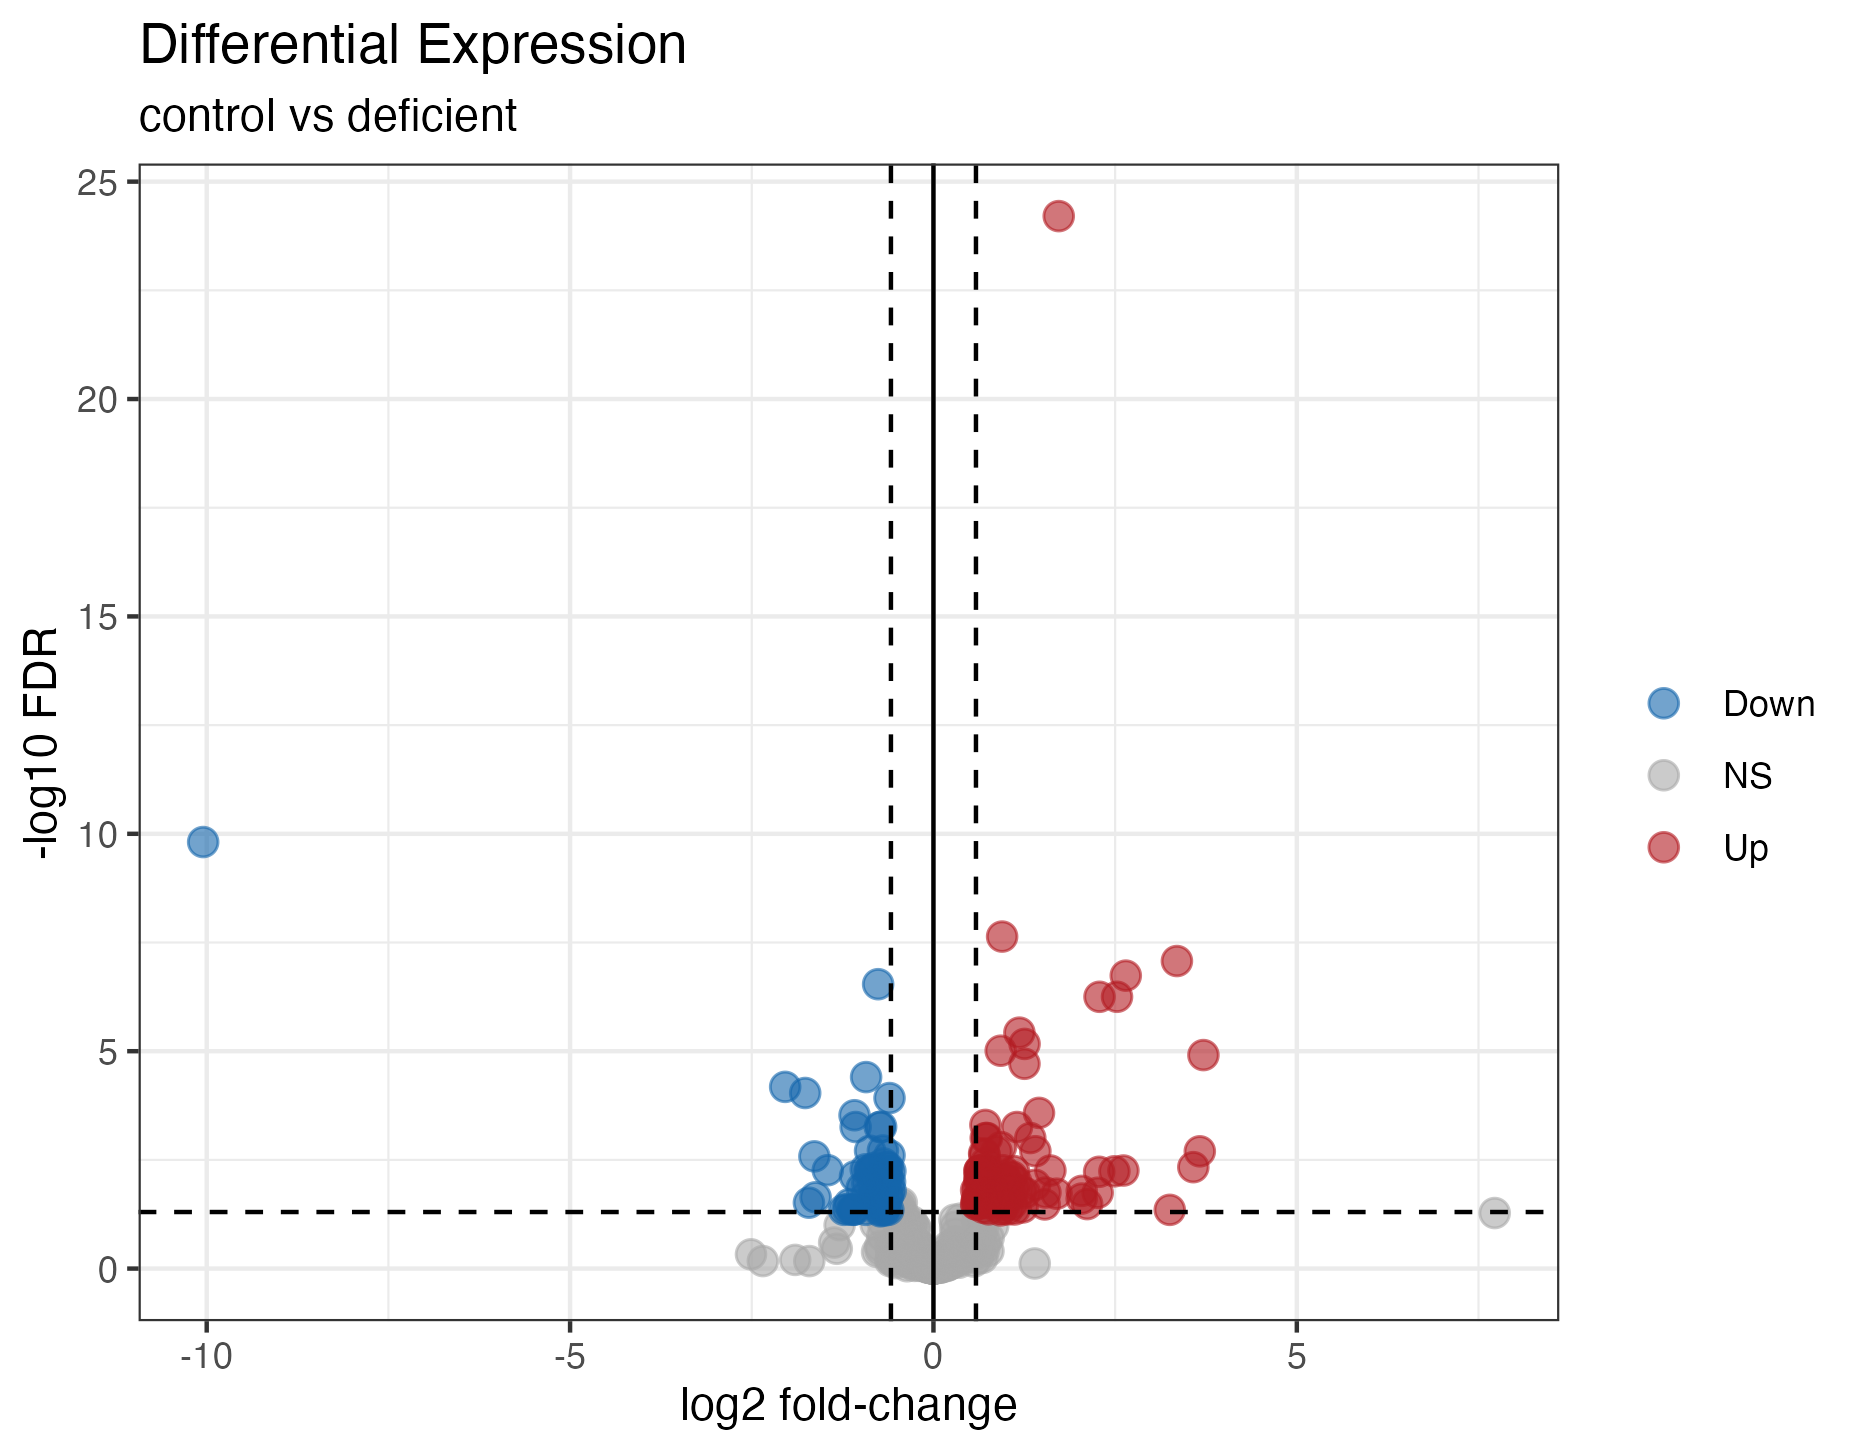 Differential Expression
control vs deficient
25
20
15
10
5
0
-log10 FDR
-10
-5
0
5
log2 fold-change
Down
NS
Up